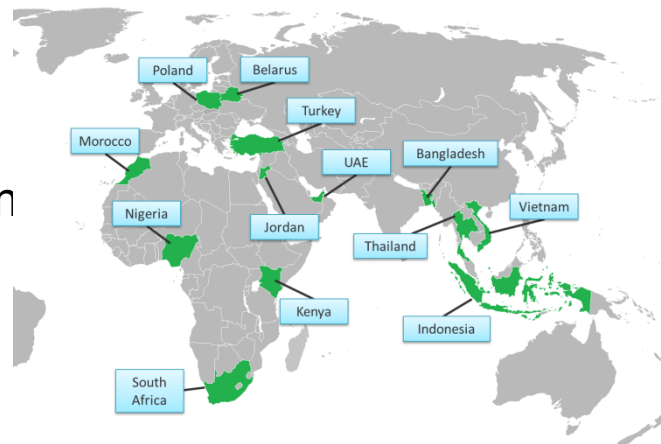 Poland
Belarus
Turkey
Morocco
UAE
Bangladesh
n
Nigeria
Jordan
Vietnam
Thailand
Kenya
Indonesia
South
Africa